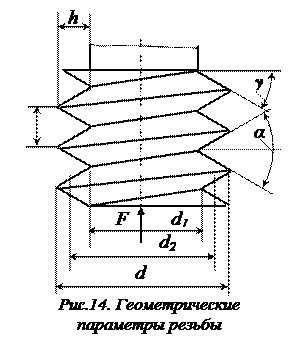 h
γ
α
F
d₁
d₂
d
Рис.14. Геометрические
параметры резьбы